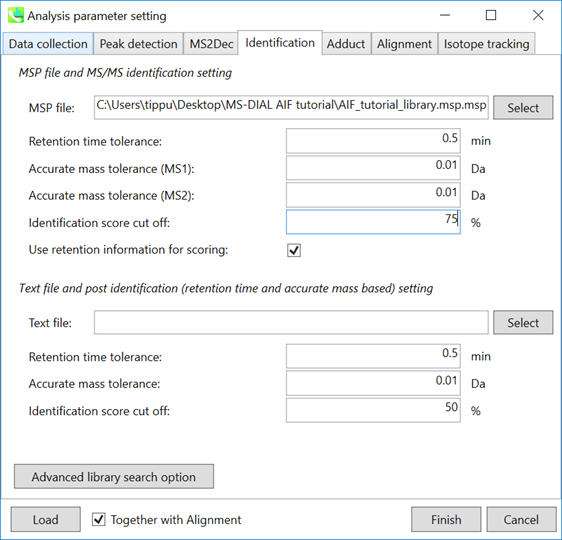 Analysis parameter setting
Data collection Peak detection MS2Dec Identification Adduct Alignment Isotope tracking
MSP file and MS/MS identification setting
MSP file: C:\Users\tippu\Desktop\MS-DIAL AIF tutorial\AIF_tutorial_library.msp.msp Select
Retention time tolerance: 0.5 min
Accurate mass tolerance (MS1): 0.01 Da
Accurate mass tolerance (MS2): 0.01 Da
Identification score cut off: 75 %
Use retention information for scoring:
Text file and post identification (retention time and accurate mass based) setting
Text file: Select
Retention time tolerance: 0.5 min
Accurate mass tolerance: 0.01 Da
Identification score cut off: 50 %
Advanced library search option
Load Together with Alignment Finish Cancel